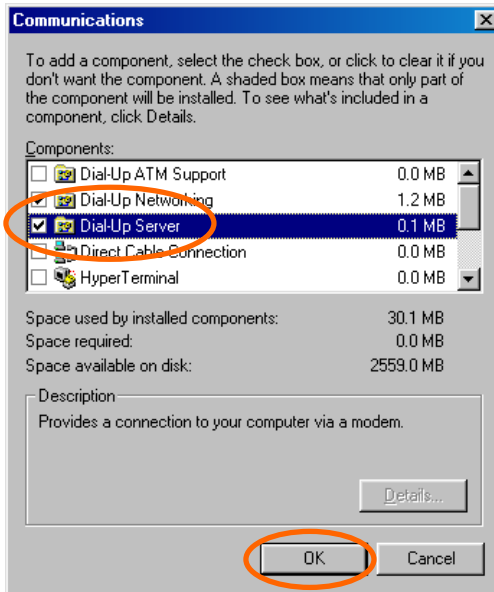 Communications
To add a component, select the check box, or click to clear it if you
don't want the component. A shaded box means that only part of
the component will be installed. To see what's included in a
component, click Details.
Components:
Dial-Up ATM Support 0.0 MB
Dial-Up Networking 1.2 MB
Dial-Up Server 0.1 MB
Direct Cable Connection 0.0 MB
HyperTerminal 0.0 MB
Space used by installed components: 30.1 MB
Space required: 0.0 MB
Space available on disk: 2559.0 MB
Description
Provides a connection to your computer via a modem.
Details...
OK Cancel